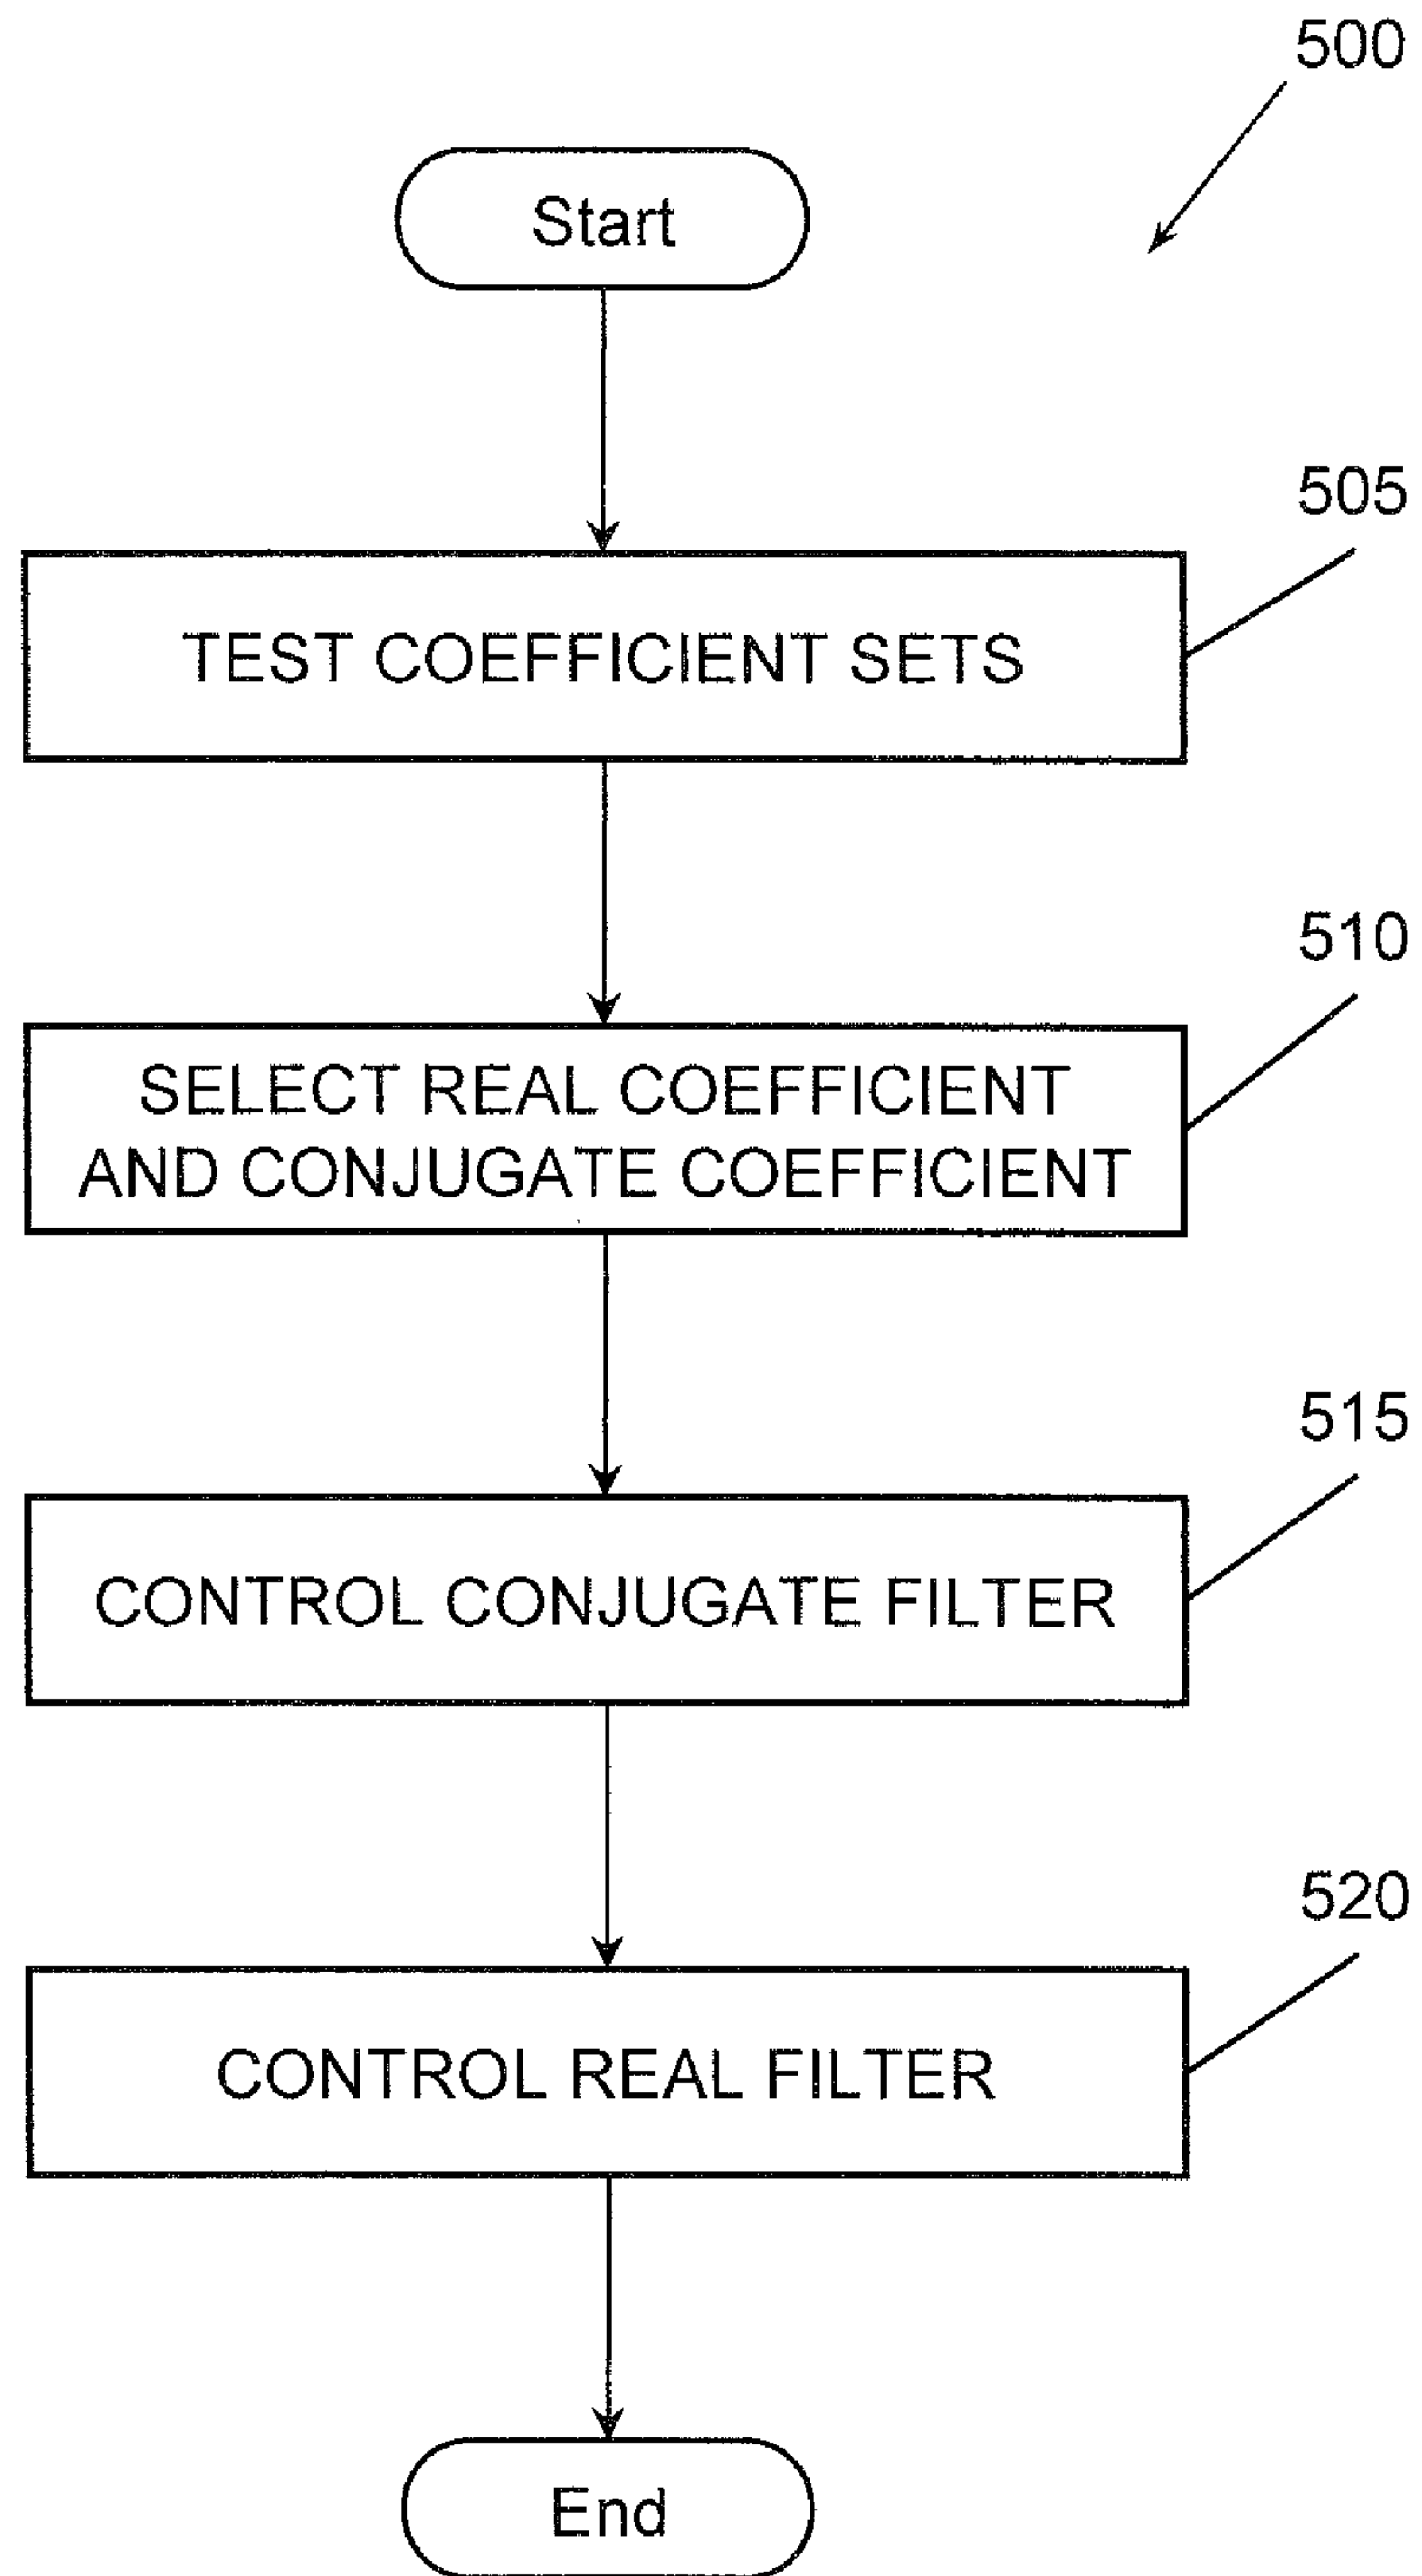 500
Start
505
TEST COEFFICIENT SETS
510
SELECT REAL COEFFICIENT
AND CONJUGATE COEFFICIENT
515
CONTROL CONJUGATE FILTER
520
CONTROL REAL FILTER
End